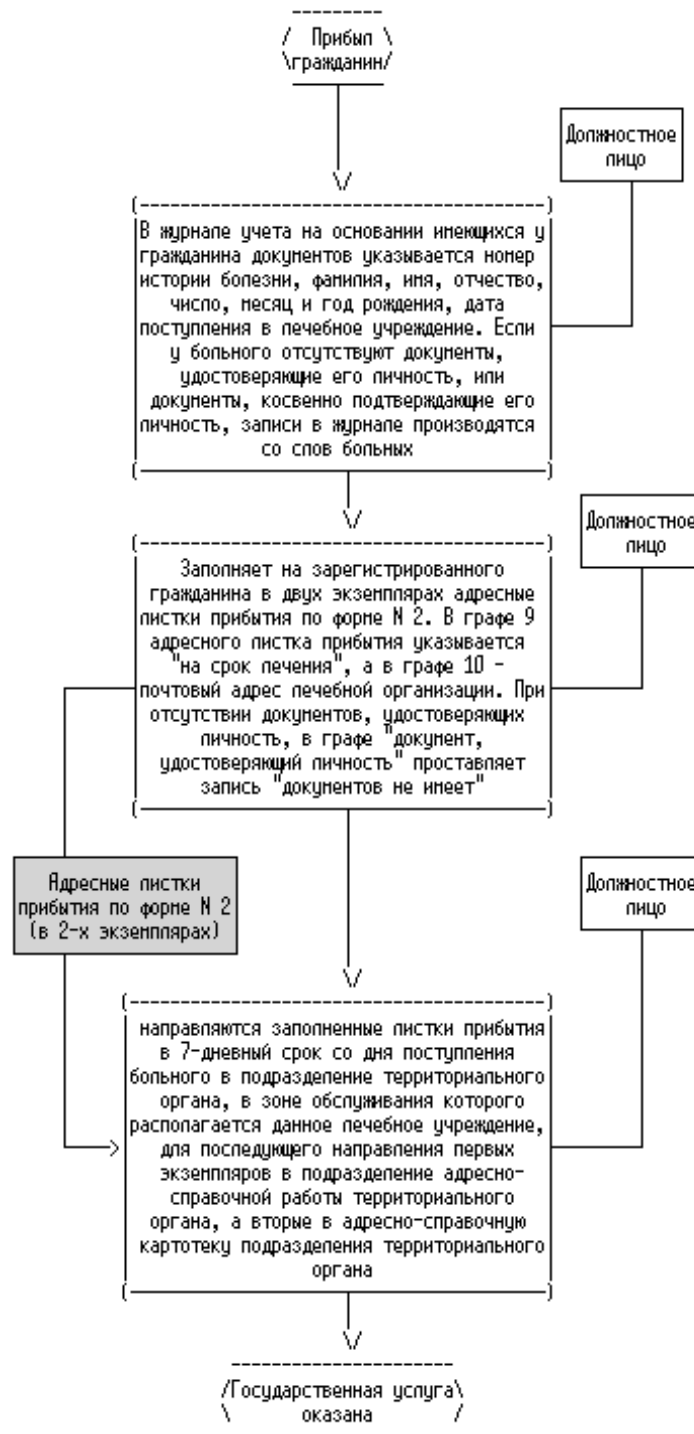 Прибыл
гражданин
Должностное
лицо
В журнале учета на основании имеющихся у
гражданина документов указывается номер
истории болезни, фамилия, имя, отчество,
число, месяц и год рождения, дата
поступления в лечебное учреждение. Если
у больного отсутствуют документы,
удостоверяющие его личность, или
документы, косвенно подтверждающие его
личность, записи в журнале производятся
со слов больных
Должностное
лицо
Заполняет на зарегистрированного
гражданина в двух экземплярах адресные
листки прибытия по форме N 2. В графе 9
адресного листка прибытия указывается
"на срок лечения", а в графе 10 -
почтовый адрес лечебной организации. При
отсутствии документов, удостоверяющих
личность, в графе "документ,
удостоверяющий личность" проставляет
запись "документов не имеет"
Адресные листки
прибытия по форме N 2
(в 2-х экземплярах)
Должностное
лицо
направляются заполненные листки прибытия
в 7-дневный срок со дня поступления
больного в подразделение территориального
органа, в зоне обслуживания которого
располагается данное лечебное учреждение,
для последующего направления первых
экземпляров в подразделение адресно-
справочной работы территориального
органа, а вторые в адресно-справочную
картотеку подразделения территориального
органа
Государственная услуга
оказана